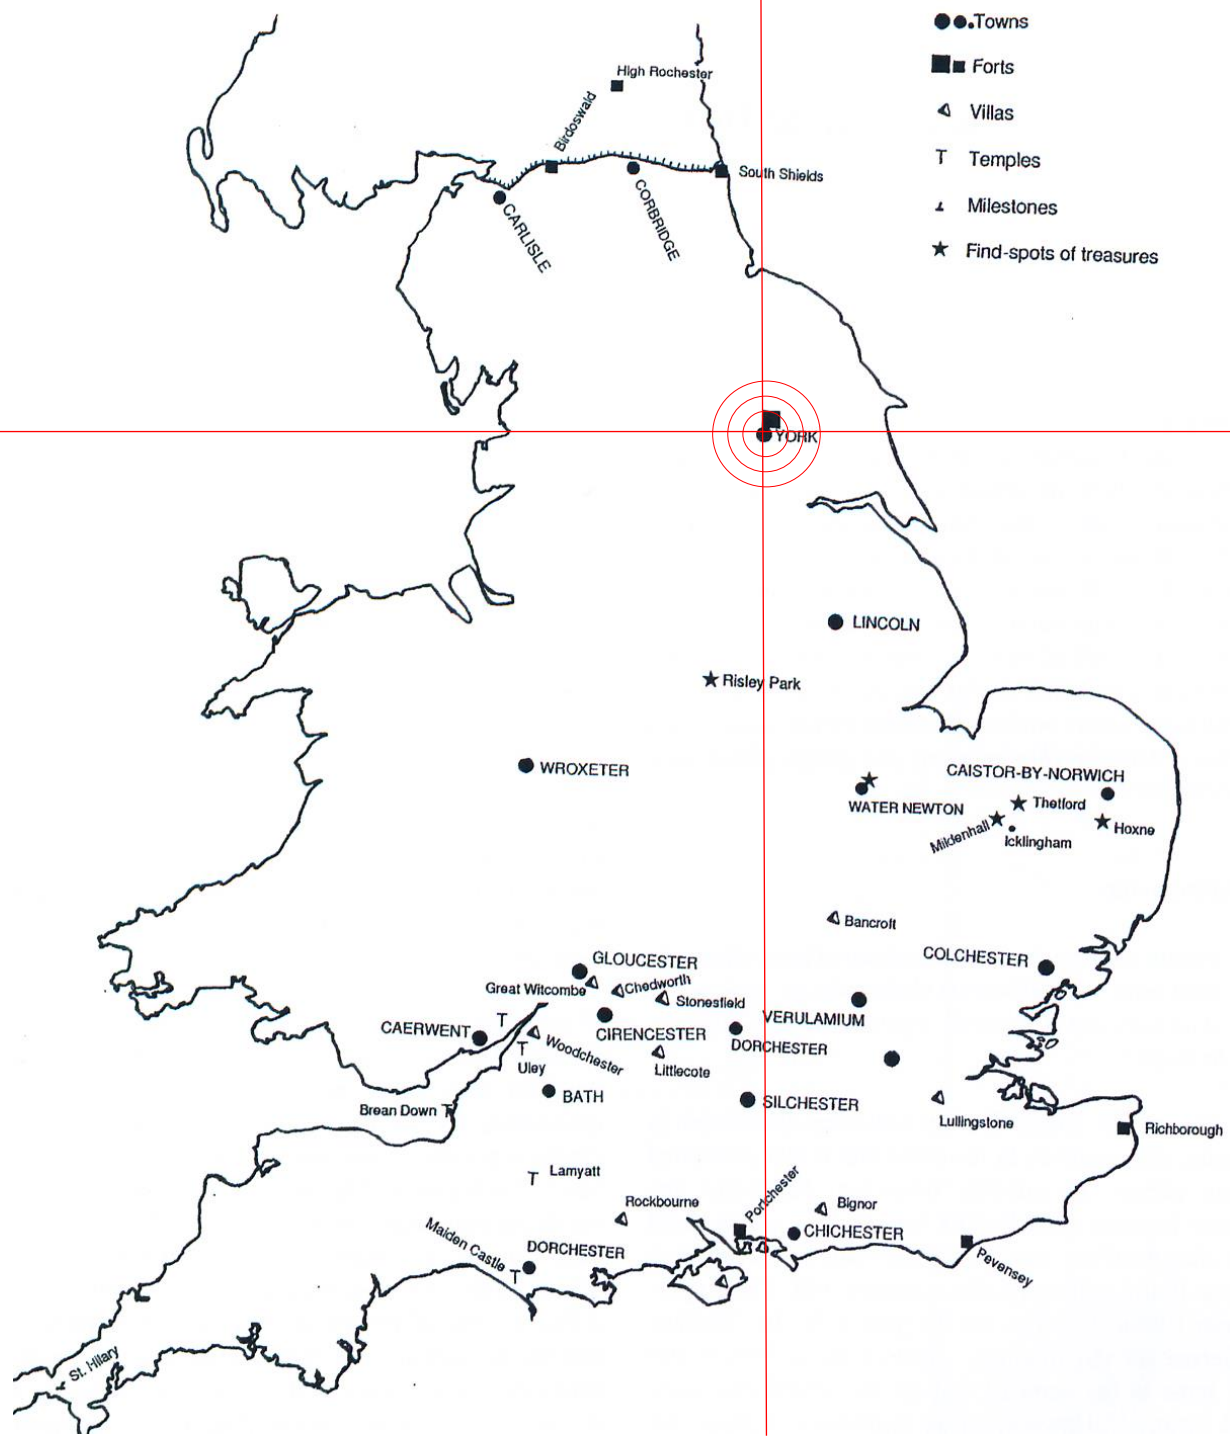 Towns
High Rochester
Forts
Birdoswald
Villas
Temples
South Shields
CARLISLE
CORBRIDGE
Milestones
Find-spots of treasures
YORK
LINCOLN
Risley Park
WROXETER
CAISTOR-BY-NORWICH
WATER NEWTON
Thetford
Mildenhall
Hoxne
Icklingham
Bancroft
COLCHESTER
GLOUCESTER
Great Witcombe
Chedworth
Stonesfield
VERULAMIUM
CAERWENT
CIRENCESTER
DORCHESTER
Woodchester
Uley
Littlecote
BATH
SILCHESTER
Brean Down
Lullingstone
Richborough
Lamyatt
Portchester
Rockbourne
Bignor
CHICHESTER
Maiden Castle
DORCHESTER
Pevensey
St. Hilary